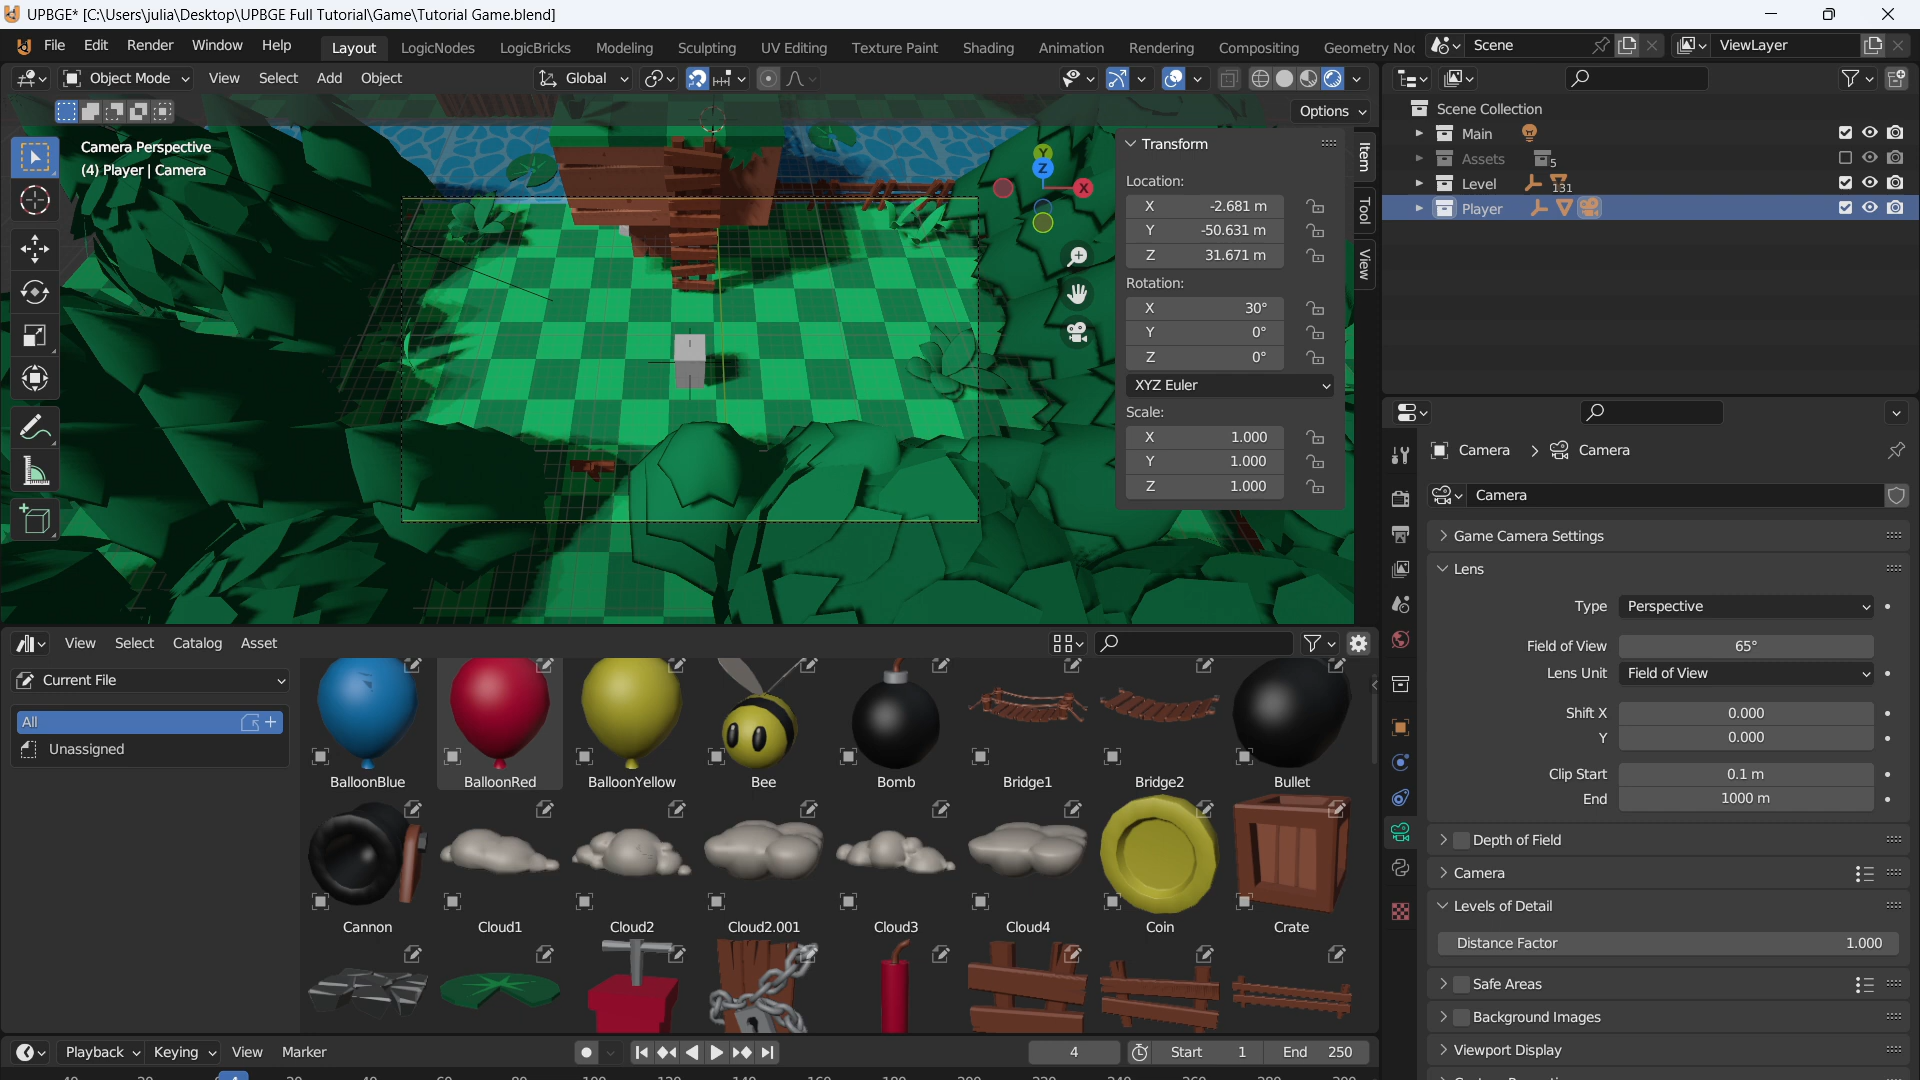 UPBGE* [C:\Users\julia\Desktop\UPBGE Full Tutorial\Game\Tutorial Game.blend]
File Edit Render Window Help Layout LogicNodes LogicBricks Modeling Sculpting UV Editing Texture Paint Shading Animation Rendering Compositing Geometry No Scene ViewLayer
Object Mode View Select Add Object Global
Options
Camera Perspective
(4) Player | Camera
Y
Z
X
Transform
Location:
X -2.681 m
Y -50.631 m
Z 31.671 m
Rotation:
X 30°
Y 0°
Z 0°
XYZ Euler
Scale:
X 1.000
Y 1.000
Z 1.000
Item
Tool
View
Scene Collection
Main
Assets 5
Level 131
Player
Camera > Camera
Camera
Game Camera Settings
Lens
Type Perspective
Field of View 65°
Lens Unit Field of View
Shift X 0.000
Y 0.000
Clip Start 0.1 m
End 1000 m
Depth of Field
Camera
Levels of Detail
Distance Factor 1.000
Safe Areas
Background Images
Viewport Display
View Select Catalog Asset
Current File
All
Unassigned
BalloonBlue BalloonRed BalloonYellow Bee Bomb Bridge1 Bridge2 Bullet
Cannon Cloud1 Cloud2 Cloud2.001 Cloud3 Cloud4 Coin Crate
Playback Keying View Marker 4 Start 1 End 250